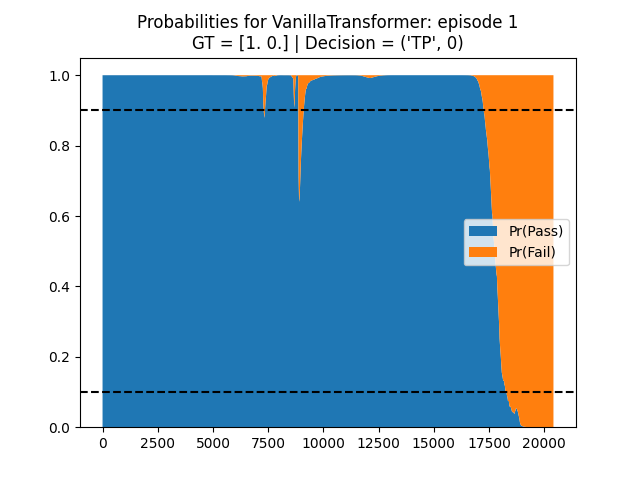 Probabilities for VanillaTransformer: episode 1
GT = [1. 0.] | Decision = ('TP', 0)
1.0
0.8
0.6
0.4
0.2
0.0
Pr(Pass)
Pr(Fail)
0 2500 5000 7500 10000 12500 15000 17500 20000